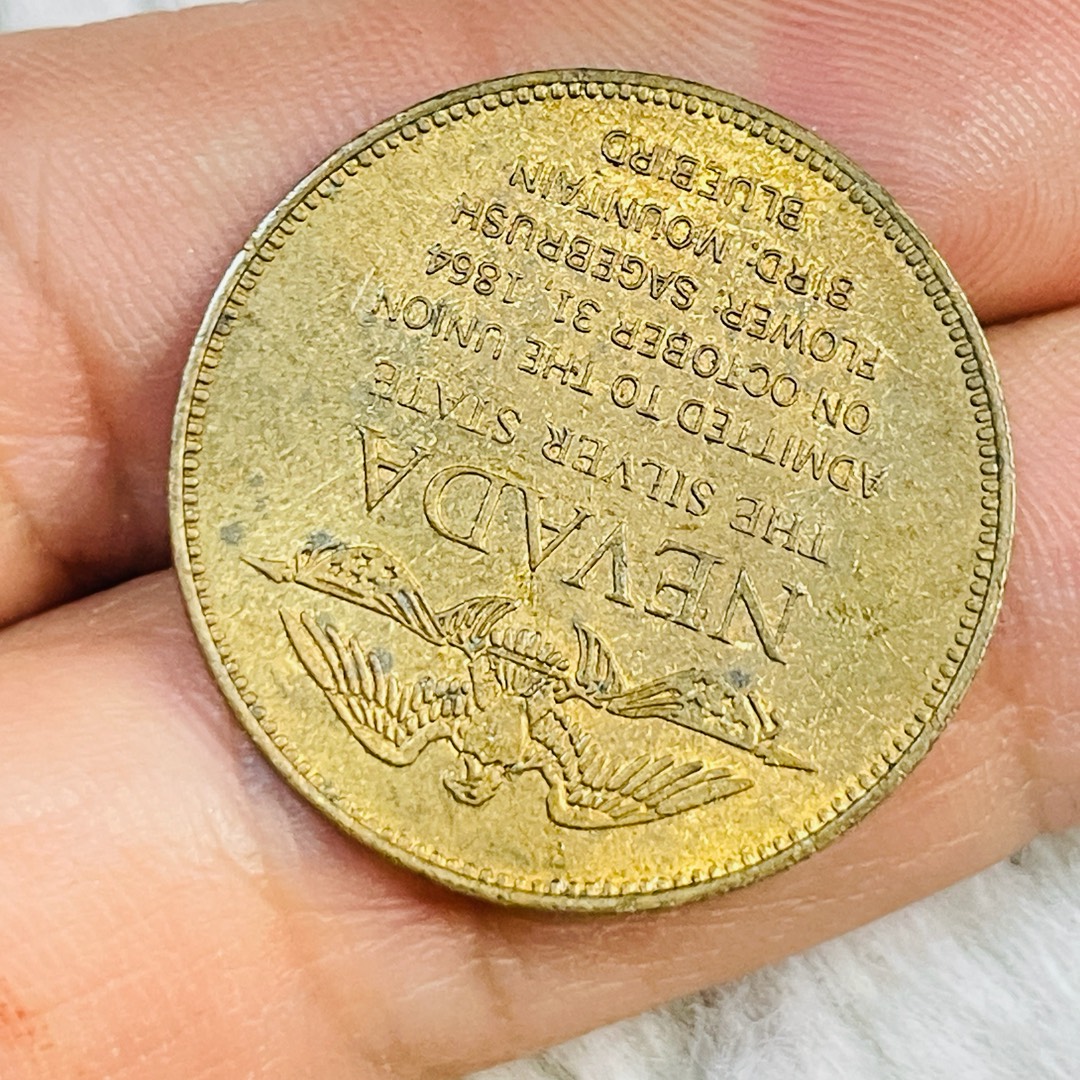 NEVADA
THE SILVER STATE
ADMITTED TO THE UNION
ON OCTOBER 31, 1864
FLOWER: SAGEBRUSH
BIRD: MOUNTAIN
BLUEBIRD